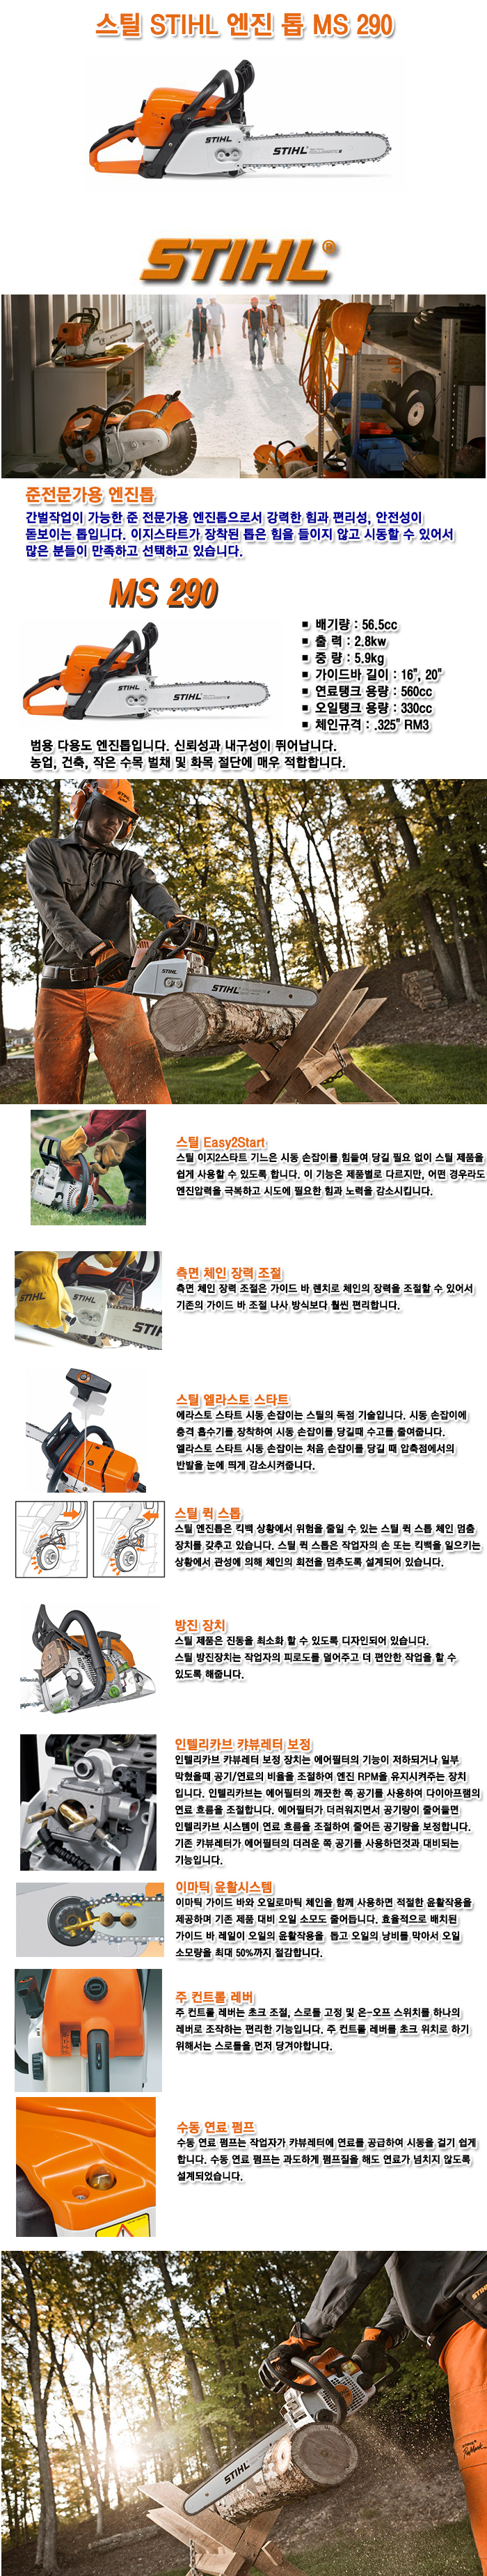 스틸 STIHL 엔진 톱 MS 290
STIHL
STIHL
STIHL®
준전문가용 엔진톱
간벌작업이 가능한 준 전문가용 엔진톱으로서 강력한 힘과 편리성, 안전성이
돋보이는 톱입니다. 이지스타트가 장착된 톱은 힘을 들이지 않고 시동할 수 있어서
많은 분들이 만족하고 선택하고 있습니다.
MS 290
■ 배기량 : 56.5cc
■ 출 력 : 2.8kw
■ 중 량 : 5.9kg
■ 가이드바 길이 : 16", 20"
■ 연료탱크 용량 : 560cc
■ 오일탱크 용량 : 330cc
■ 체인규격 : .325" RM3
STIHL
STIHL
범용 다용도 엔진톱입니다. 신뢰성과 내구성이 뛰어납니다.
농업, 건축, 작은 수목 벌채 및 화목 절단에 매우 적합합니다.
STIHL
STIHL
스틸 Easy2Start
스틸 이지2스타트 기느은 시동 손잡이를 힘들여 당길 필요 없이 스틸 제품을
쉽게 사용할 수 있도록 합니다. 이 기능은 제품별로 다르지만, 어떤 경우라도
엔진압력을 극복하고 시도에 필요한 힘과 노력을 감소시킵니다.
측면 체인 장력 조절
측면 체인 장력 조절은 가이드 바 렌치로 체인의 장력을 조절할 수 있어서
기존의 가이드 바 조절 나사 방식보다 훨씬 편리합니다.
STIHL
STIHL
스틸 엘라스토 스타트
에라스토 스타트 시동 손잡이는 스틸의 독점 기술입니다. 시동 손잡이에
충격 흡수기를 장착하여 시동 손잡이를 당길때 수고를 줄여줍니다.
엘라스토 스타트 시동 손잡이는 처음 손잡이를 당길 때 압축점에서의
반발을 눈에 띄게 감소시켜줍니다.
스틸 퀵 스톱
스틸 엔진톱은 킥백 상황에서 위험을 줄일 수 있는 스틸 퀵 스톱 체인 멈춤
장치를 갖추고 있습니다. 스틸 퀵 스톱은 작업자의 손 또는 킥백을 일으키는
상황에서 관성에 의해 체인의 회전을 멈추도록 설계되어 있습니다.
방진 장치
스틸 제품은 진동을 최소화 할 수 있도록 디자인되어 있습니다.
스틸 방진장치는 작업자의 피로도를 덜어주고 더 편안한 작업을 할 수
있도록 해줍니다.
인텔리카브 캬뷰레터 보정
인텔리카브 캬뷰레터 보정 장치는 에어필터의 기능이 저하되거나 일부
막혔을때 공기/연료의 비율을 조절하여 엔진 RPM을 유지시켜주는 장치
입니다. 인텔리카브는 에어필터의 깨끗한 쪽 공기를 사용하여 다이아프램의
연료 흐름을 조절합니다. 에어필터가 더러워지면서 공기량이 줄어들면
인텔리카브 시스템이 연료 흐름을 조절하여 줄어든 공기량을 보정합니다.
기존 캬뷰레터가 에어필터의 더러운 쪽 공기를 사용하던것과 대비되는
기능입니다.
이마틱 윤활시스템
이마틱 가이드 바와 오일로마틱 체인을 함께 사용하면 적절한 윤활작용을
제공하며 기존 제품 대비 오일 소모도 줄어듭니다. 효율적으로 배치된
가이드 바 레일이 오일의 윤활작용을 돕고 오일의 낭비를 막아서 오일
소모량을 최대 50%까지 절감합니다.
주 컨트롤 레버
주 컨트롤 레버는 초크 조절, 스로틀 고정 및 온-오프 스위치를 하나의
레버로 조작하는 편리한 기능입니다. 주 컨트롤 레버를 초크 위치로 하기
위해서는 스로틀을 먼저 당겨야합니다.
수동 연료 펌프
수동 연료 펌프는 작업자가 캬뷰레터에 연료를 공급하여 시동을 걸기 쉽게
합니다. 수동 연료 펌프는 과도하게 펌프질을 해도 연료가 넘치지 않도록
설계되었습니다.
STIHL